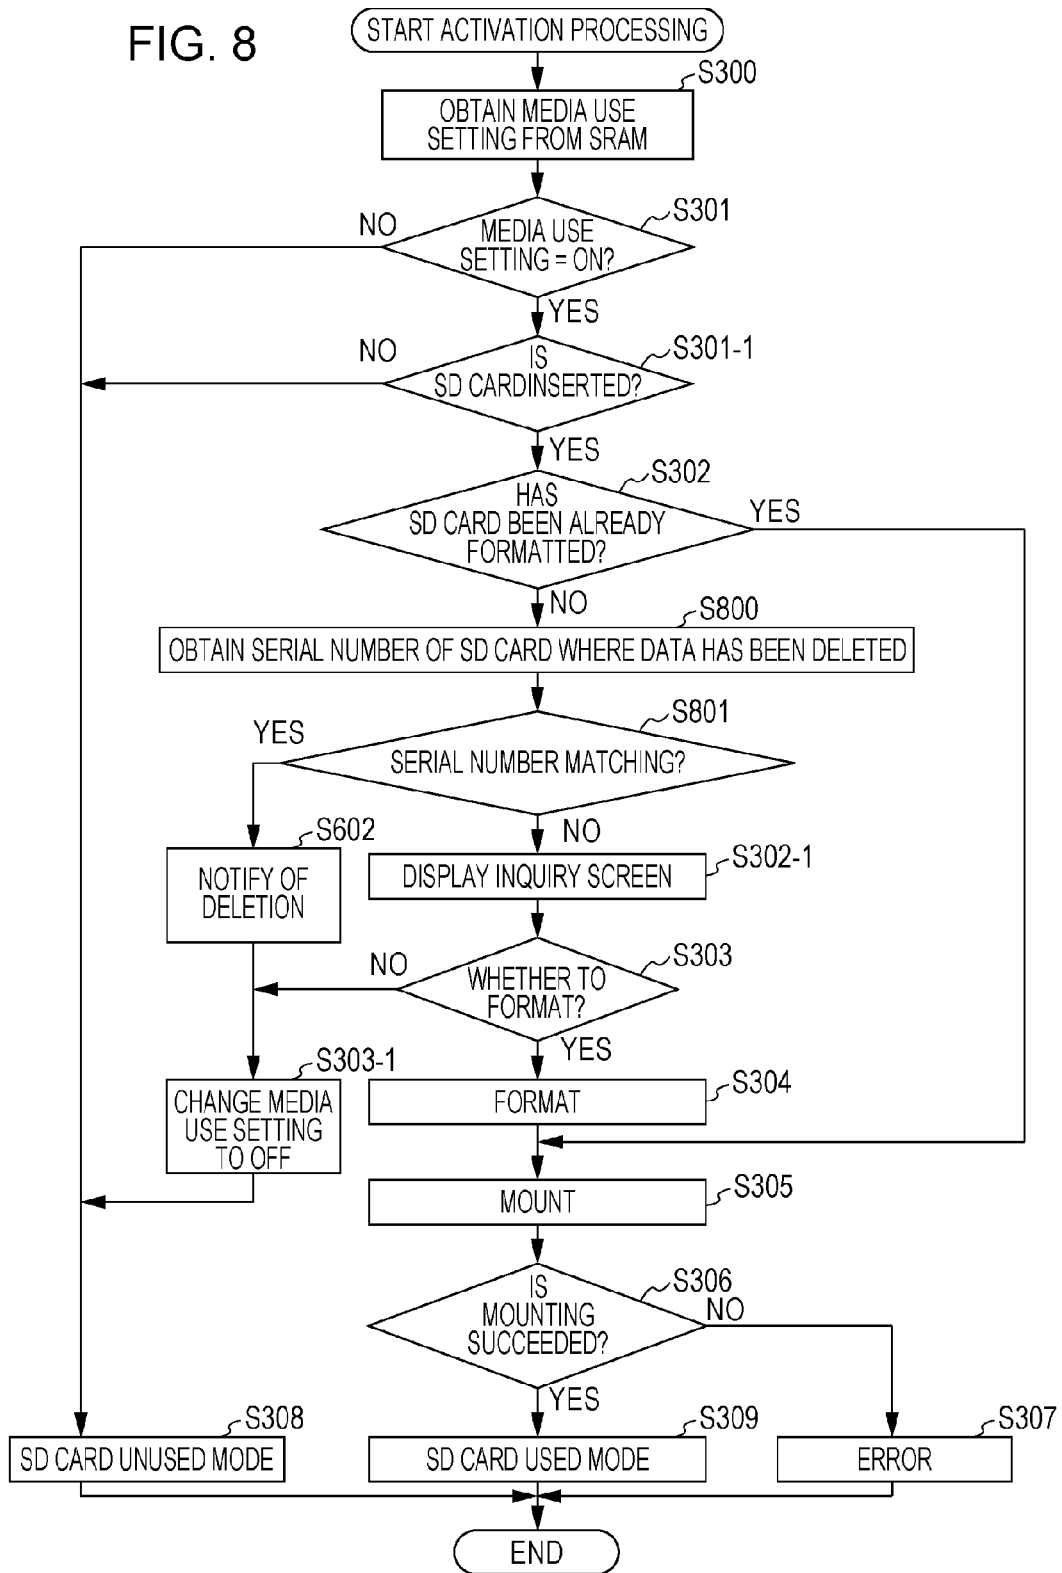 FIG. 8
START ACTIVATION PROCESSING
S300
OBTAIN MEDIA USE
SETTING FROM SRAM
S301
NO
MEDIA USE
SETTING = ON?
YES
S301-1
NO
IS
SD CARDINSERTED?
YES
S302
HAS
SD CARD BEEN ALREADY
FORMATTED?
YES
NO
S800
OBTAIN SERIAL NUMBER OF SD CARD WHERE DATA HAS BEEN DELETED
S801
YES
SERIAL NUMBER MATCHING?
NO
S602
NOTIFY OF
DELETION
S302-1
DISPLAY INQUIRY SCREEN
S303
NO
WHETHER TO
FORMAT?
YES
S303-1
CHANGE MEDIA
USE SETTING
TO OFF
S304
FORMAT
S305
MOUNT
S306
IS
MOUNTING
SUCCEEDED?
NO
YES
S308
SD CARD UNUSED MODE
S309
SD CARD USED MODE
S307
ERROR
END